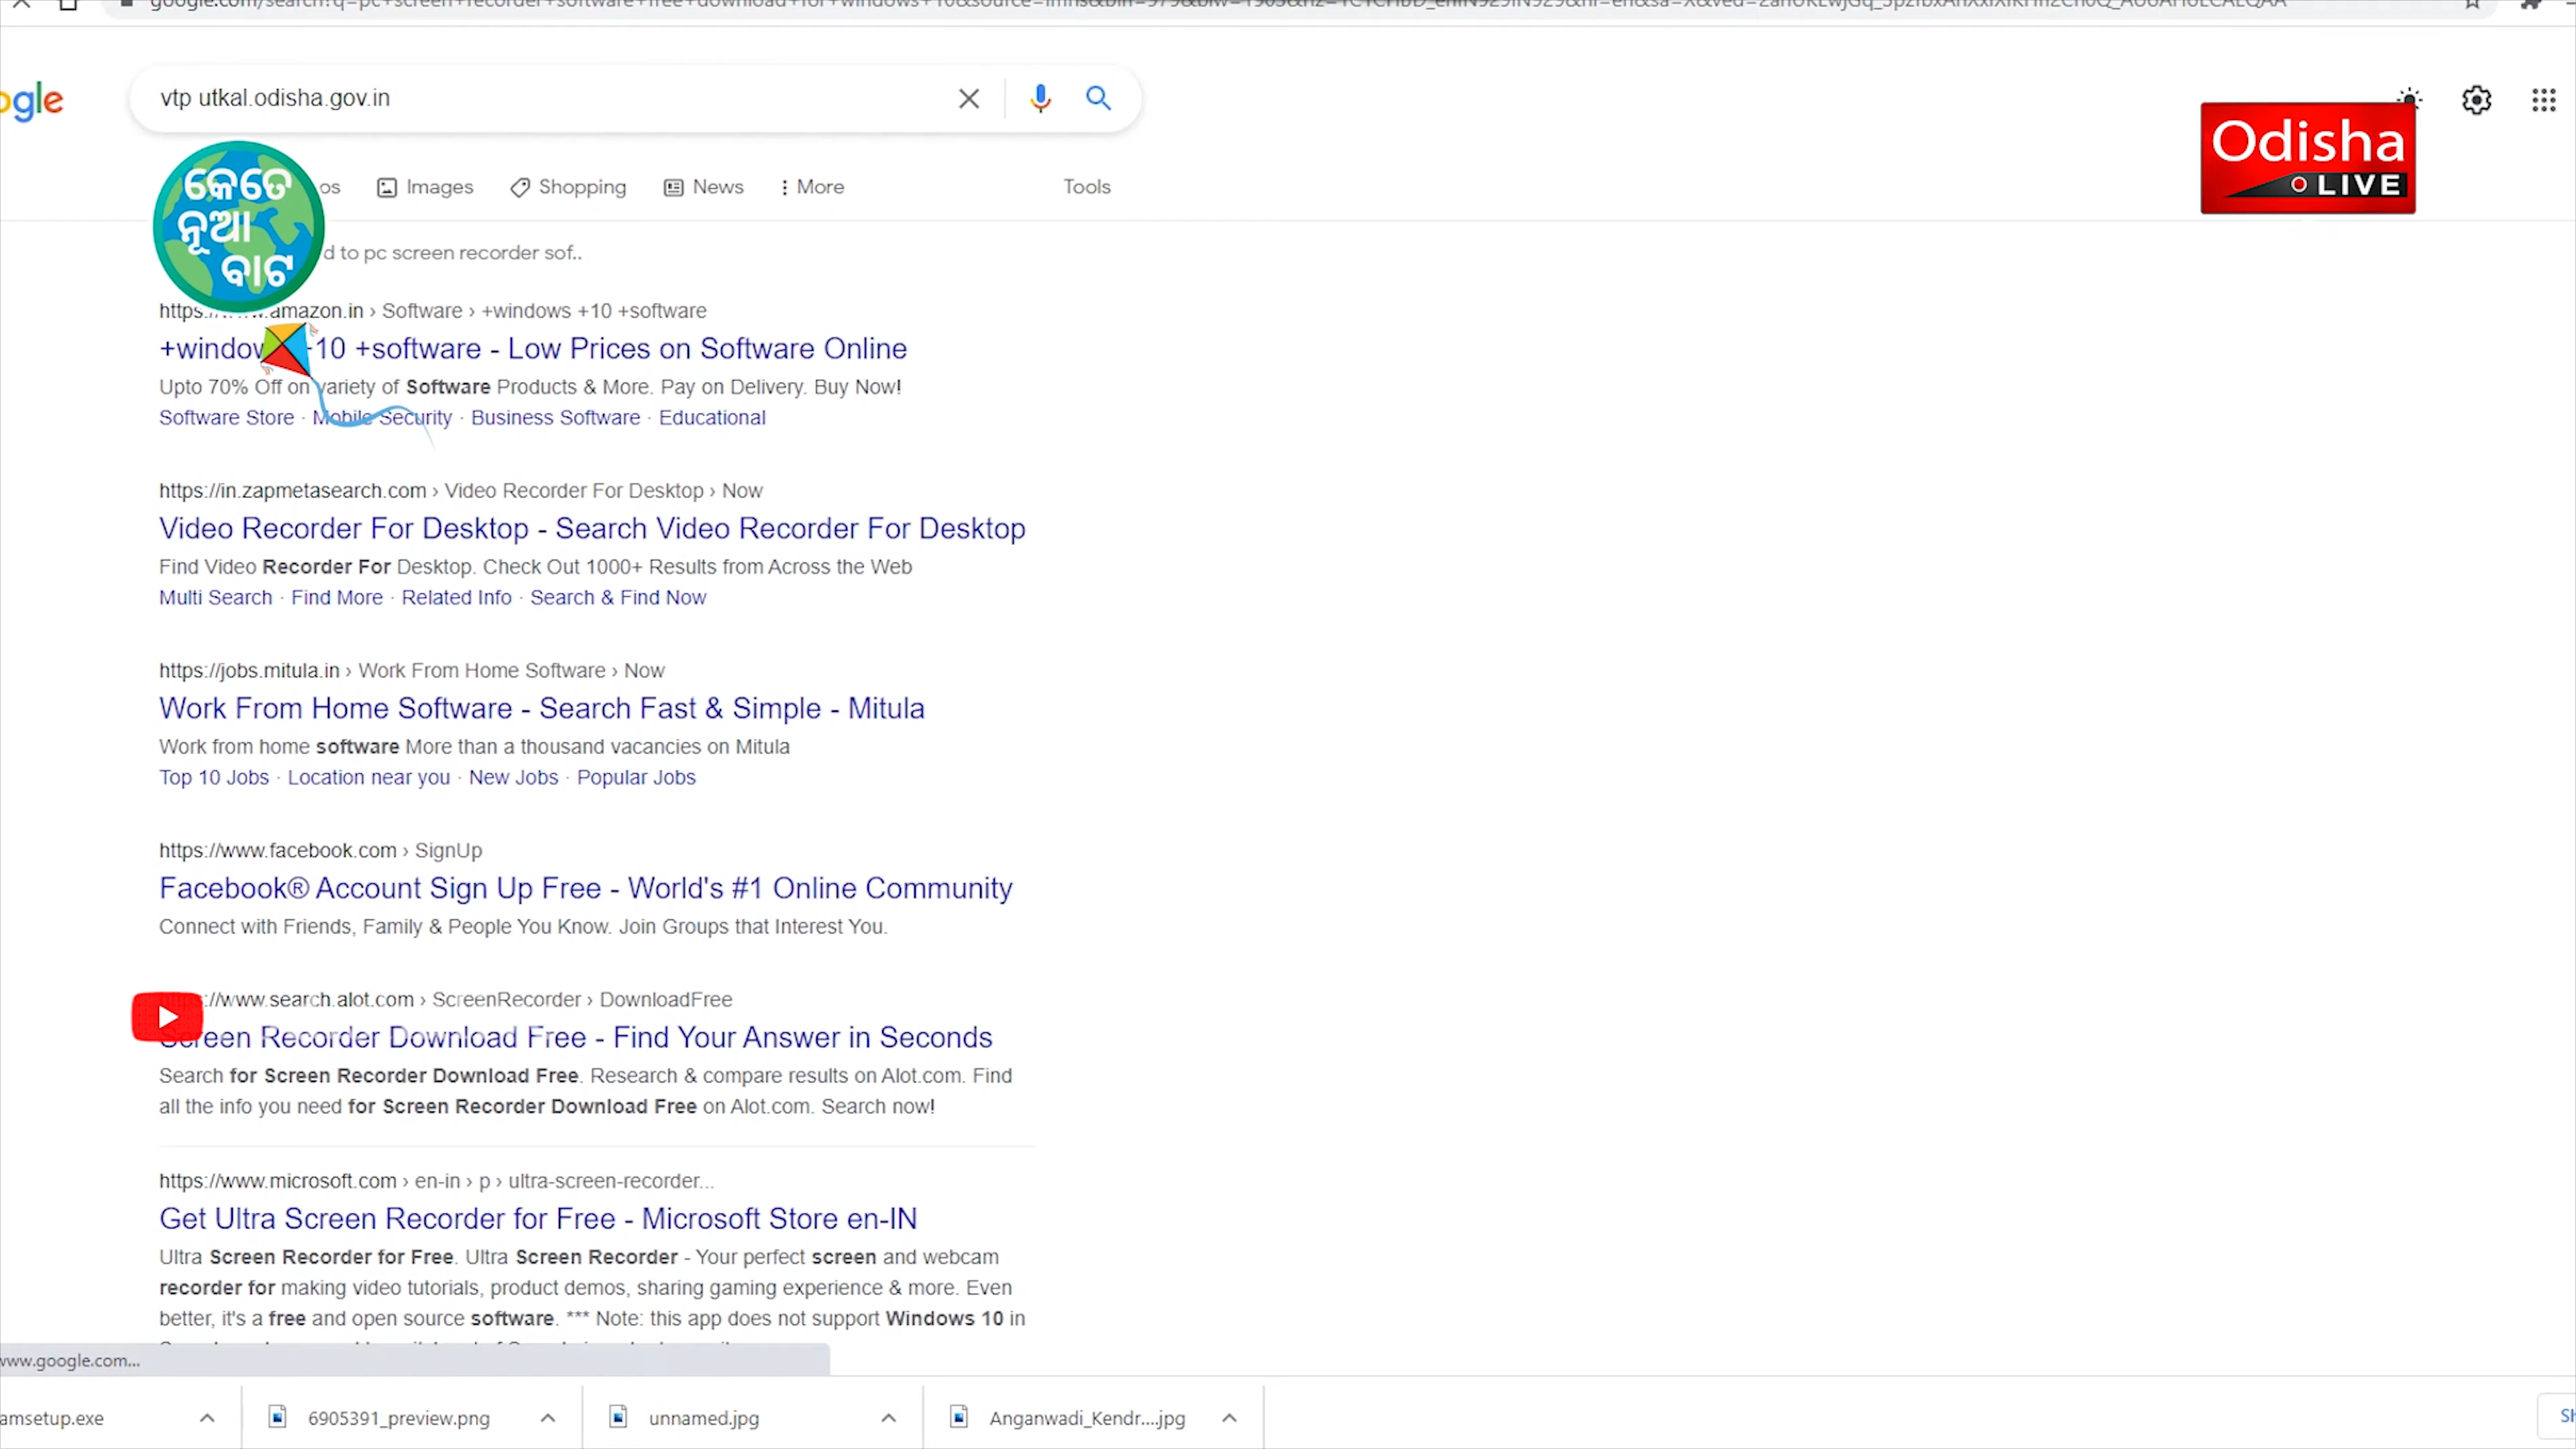 ogle
vtp utkal.odisha.gov.in
Odisha
LIVE
os Images Shopping News More Tools
କେତେ
ନୂଆ
ବାଟ
d to pc screen recorder sof..
amazon.in › Software › +windows +10 +software
10 +software - Low Prices on Software Online
Upto 70% Off on variety of Software Products & More. Pay on Delivery. Buy Now!
Software Store · Mobile Security · Business Software · Educational
https://in.zapmetasearch.com › Video Recorder For Desktop › Now
Video Recorder For Desktop - Search Video Recorder For Desktop
Find Video Recorder For Desktop. Check Out 1000+ Results from Across the Web
Multi Search · Find More · Related Info · Search & Find Now
https://jobs.mitula.in › Work From Home Software › Now
Work From Home Software - Search Fast & Simple - Mitula
Work from home software More than a thousand vacancies on Mitula
Top 10 Jobs · Location near you · New Jobs · Popular Jobs
https://www.facebook.com › SignUp
Facebook® Account Sign Up Free - World's #1 Online Community
Connect with Friends, Family & People You Know. Join Groups that Interest You.
://www.search.alot.com › ScreenRecorder › DownloadFree
Screen Recorder Download Free - Find Your Answer in Seconds
Search for Screen Recorder Download Free. Research & compare results on Alot.com. Find
all the info you need for Screen Recorder Download Free on Alot.com. Search now!
https://www.microsoft.com › en-in › p › ultra-screen-recorder...
Get Ultra Screen Recorder for Free - Microsoft Store en-IN
Ultra Screen Recorder for Free. Ultra Screen Recorder - Your perfect screen and webcam
recorder for making video tutorials, product demos, sharing gaming experience & more. Even
better, it's a free and open source software. *** Note: this app does not support Windows 10 in
www.google.com...
amsetup.exe 6905391_preview.png unnamed.jpg Anganwadi_Kendr....jpg